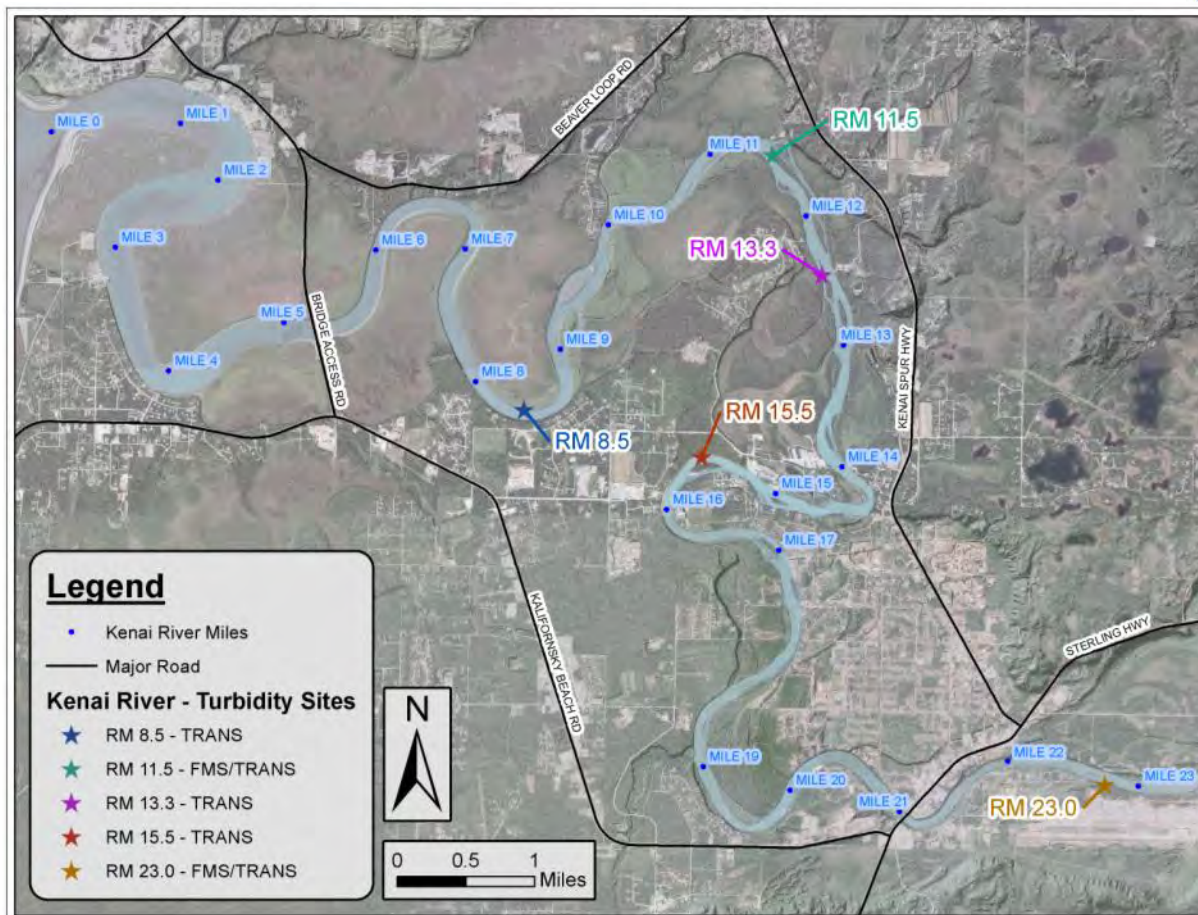 MILE 0
MILE 1
MILE 2
MILE 3
MILE 4
MILE 5
MILE 6
MILE 7
MILE 8
MILE 9
MILE 10
MILE 11
MILE 12
MILE 13
MILE 14
MILE 15
MILE 16
MILE 17
MILE 19
MILE 20
MILE 21
MILE 22
MILE 23
RM 11.5
RM 13.3
RM 15.5
RM 8.5
RM 23.0
BEAVER LOOP RD
BRIDGE ACCESS RD
KENAI SPUR HWY
KALIFORNSKY BEACH RD
STERLING HWY
Legend
Kenai River Miles
Major Road
Kenai River - Turbidity Sites
RM 8.5 - TRANS
RM 11.5 - FMS/TRANS
RM 13.3 - TRANS
RM 15.5 - TRANS
RM 23.0 - FMS/TRANS
N
0 0.5 1
Miles